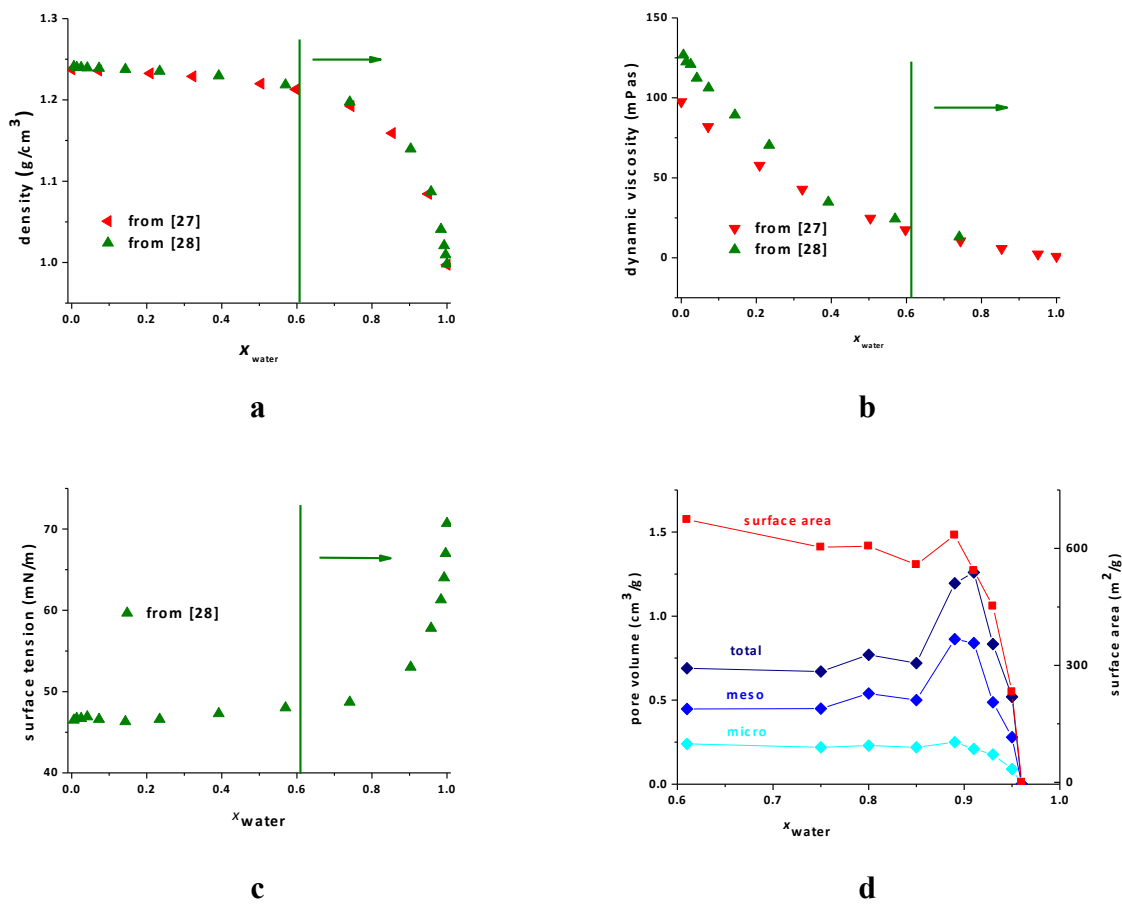 1.3
1.2
1.1
1.0
density (g/cm3)
from [27]
from [28]
0.0 0.2 0.4 0.6 0.8 1.0
xwater
a
150
125
100
75
50
25
0
dynamic viscosity (mPas)
from [27]
from [28]
0.0 0.2 0.4 0.6 0.8 1.0
xwater
b
70
60
50
40
surface tension (mN/m)
from [28]
0.0 0.2 0.4 0.6 0.8 1.0
xwater
c
1.5
1.0
0.5
0.0
pore volume (cm3/g)
surface area
total
meso
micro
600
300
0
surface area (m2/g)
0.6 0.7 0.8 0.9 1.0
xwater
d